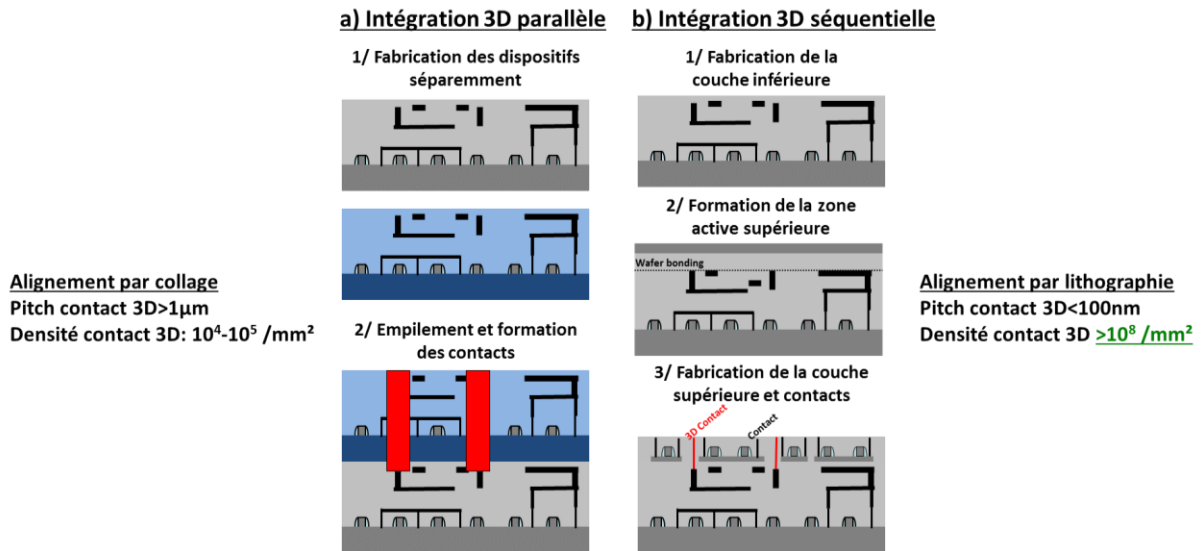 a) Intégration 3D parallèle
1/ Fabrication des dispositifs
séparemment
2/ Empilement et formation
des contacts
Alignement par collage
Pitch contact 3D>1µm
Densité contact 3D: 10⁴-10⁵ /mm²
b) Intégration 3D séquentielle
1/ Fabrication de la
couche inférieure
2/ Formation de la zone
active supérieure
Wafer bonding
3/ Fabrication de la couche
supérieure et contacts
3D Contact
Contact
Alignement par lithographie
Pitch contact 3D<100nm
Densité contact 3D >10⁸ /mm²